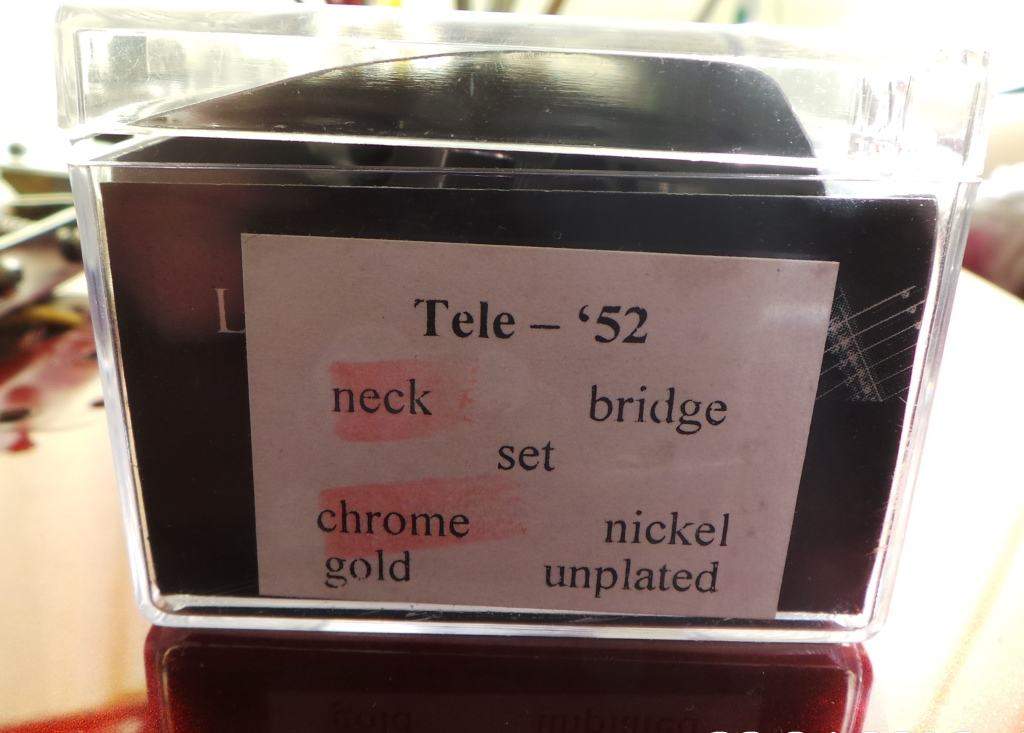 Tele – ‘52
neck bridge
set
chrome nickel
gold unplated